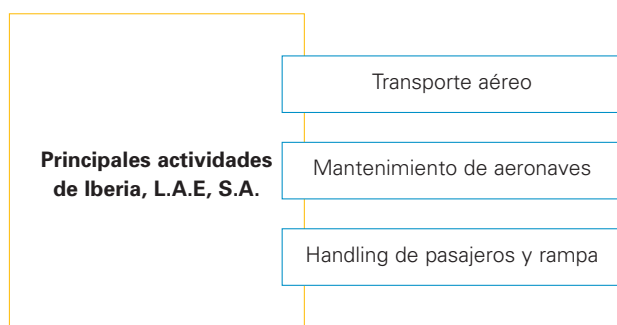 Principales actividades
de Iberia, L.A.E, S.A.
Transporte aéreo
Mantenimiento de aeronaves
Handling de pasajeros y rampa